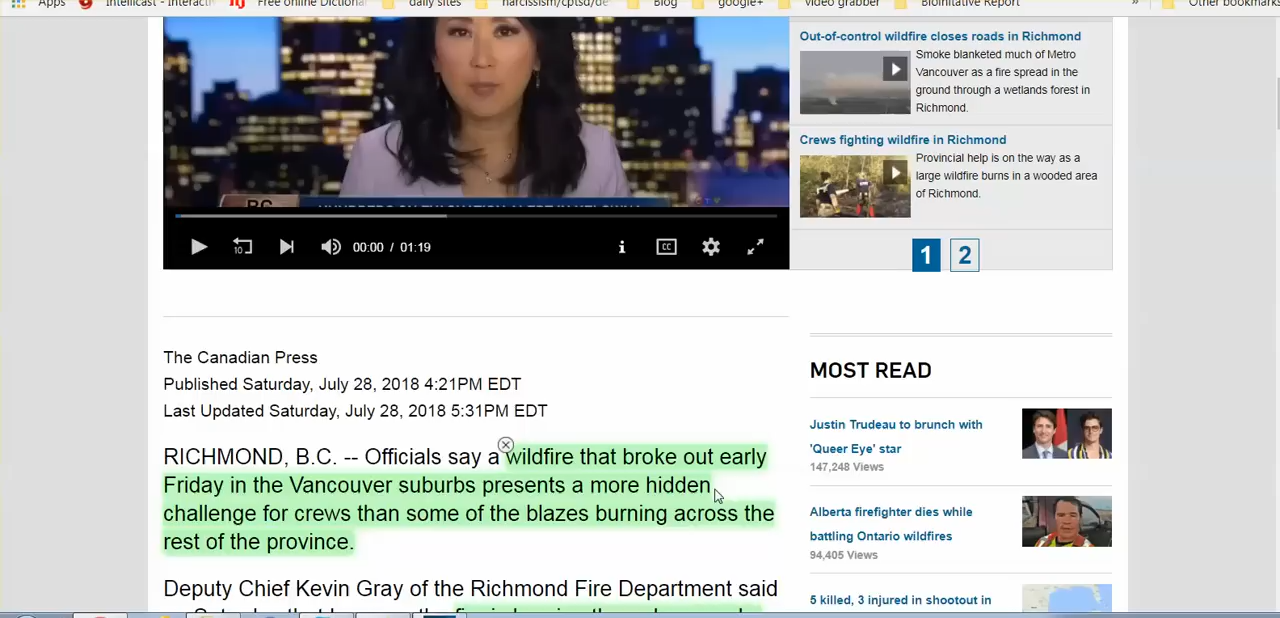 Apps
Intellicast - Interacti
Free online Dictionar
daily sites
narcissism/cptsd/de
Blog
google+
video grabber
BioInitiative Report
»
Other bookmarks
Out-of-control wildfire closes roads in Richmond
Smoke blanketed much of Metro
Vancouver as a fire spread in the
ground through a wetlands forest in
Richmond.
Crews fighting wildfire in Richmond
Provincial help is on the way as a
large wildfire burns in a wooded area
of Richmond.
10
00:00 / 01:19
i
CC
1 2
The Canadian Press
Published Saturday, July 28, 2018 4:21PM EDT
Last Updated Saturday, July 28, 2018 5:31PM EDT
RICHMOND, B.C. -- Officials say a wildfire that broke out early
Friday in the Vancouver suburbs presents a more hidden
challenge for crews than some of the blazes burning across the
rest of the province.
Deputy Chief Kevin Gray of the Richmond Fire Department said
MOST READ
Justin Trudeau to brunch with
'Queer Eye' star
147,248 Views
Alberta firefighter dies while
battling Ontario wildfires
94,405 Views
5 killed, 3 injured in shootout in